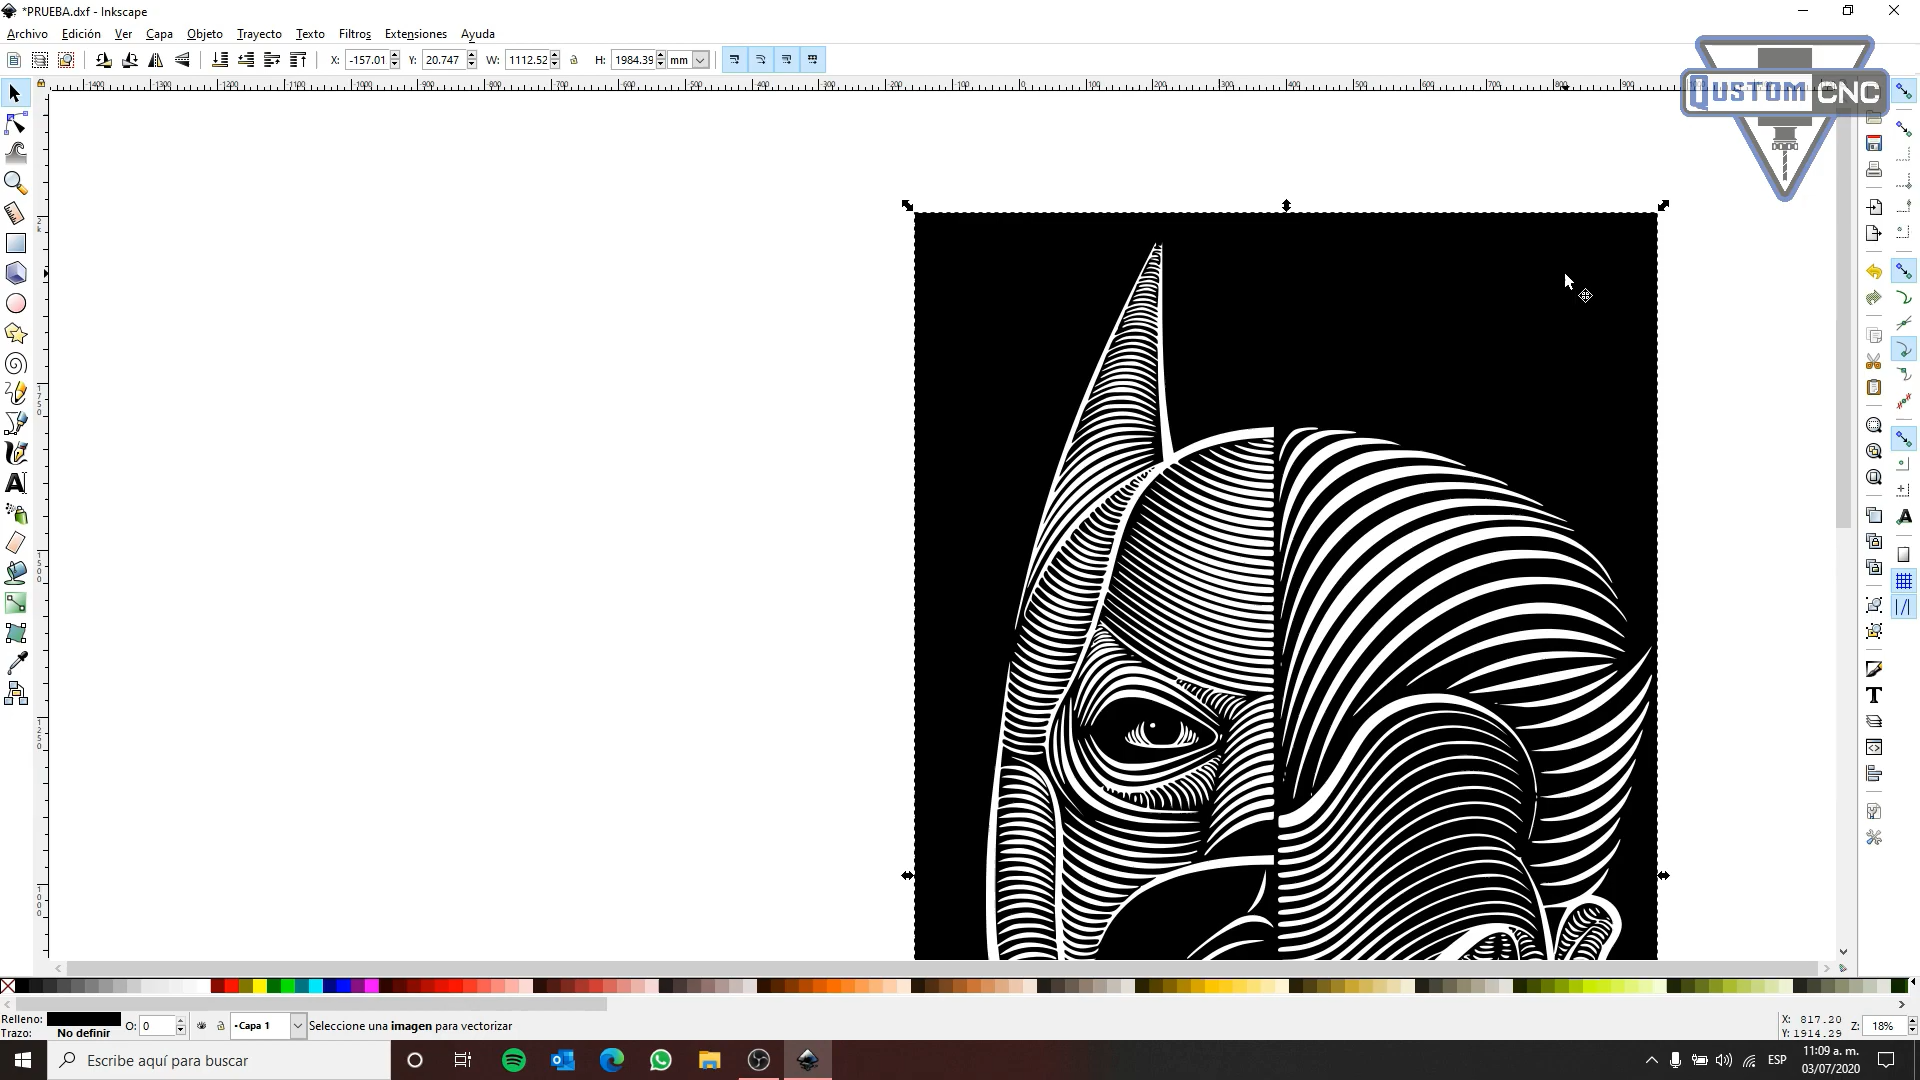 *PRUEBA.dxf - Inkscape
Archivo Edición Ver Capa Objeto Trayecto Texto Filtros Extensiones Ayuda
X: -157.01 Y: 20.747 W: 1112.52 H: 1984.39 mm
QUSTOM CNC
Relleno: O: 0 •Capa 1 Seleccione una imagen para vectorizar
Trazo: No definir
X: 817.20
Y: 1914.29
Z: 18%
Escribe aquí para buscar
ESP
11:09 a. m.
03/07/2020